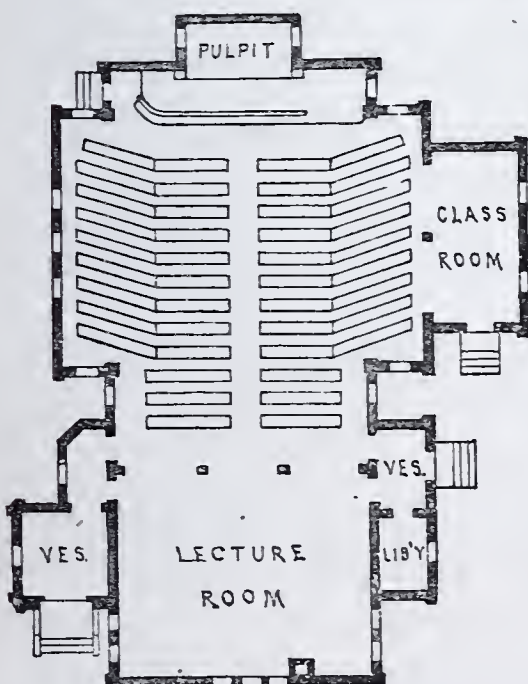 PULPIT
CLASS
ROOM
VES.
LIB'Y
VES.
LECTURE
ROOM